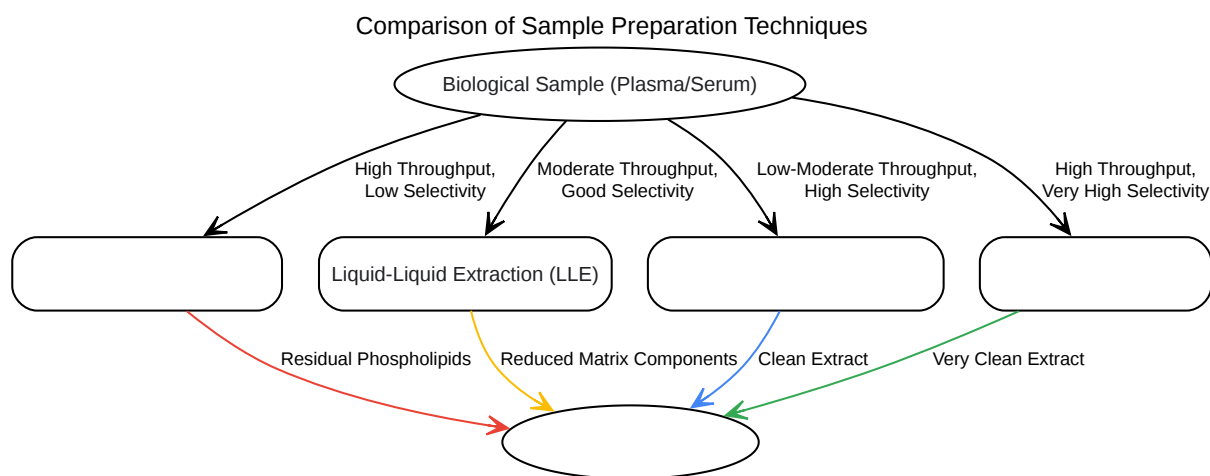 Comparison of Sample Preparation Techniques
Biological Sample (Plasma/Serum)
High Throughput,
Low Selectivity
Moderate Throughput,
Good Selectivity
Low-Moderate Throughput,
High Selectivity
High Throughput,
Very High Selectivity
Liquid-Liquid Extraction (LLE)
Residual Phospholipids
Reduced Matrix Components
Clean Extract
Very Clean Extract